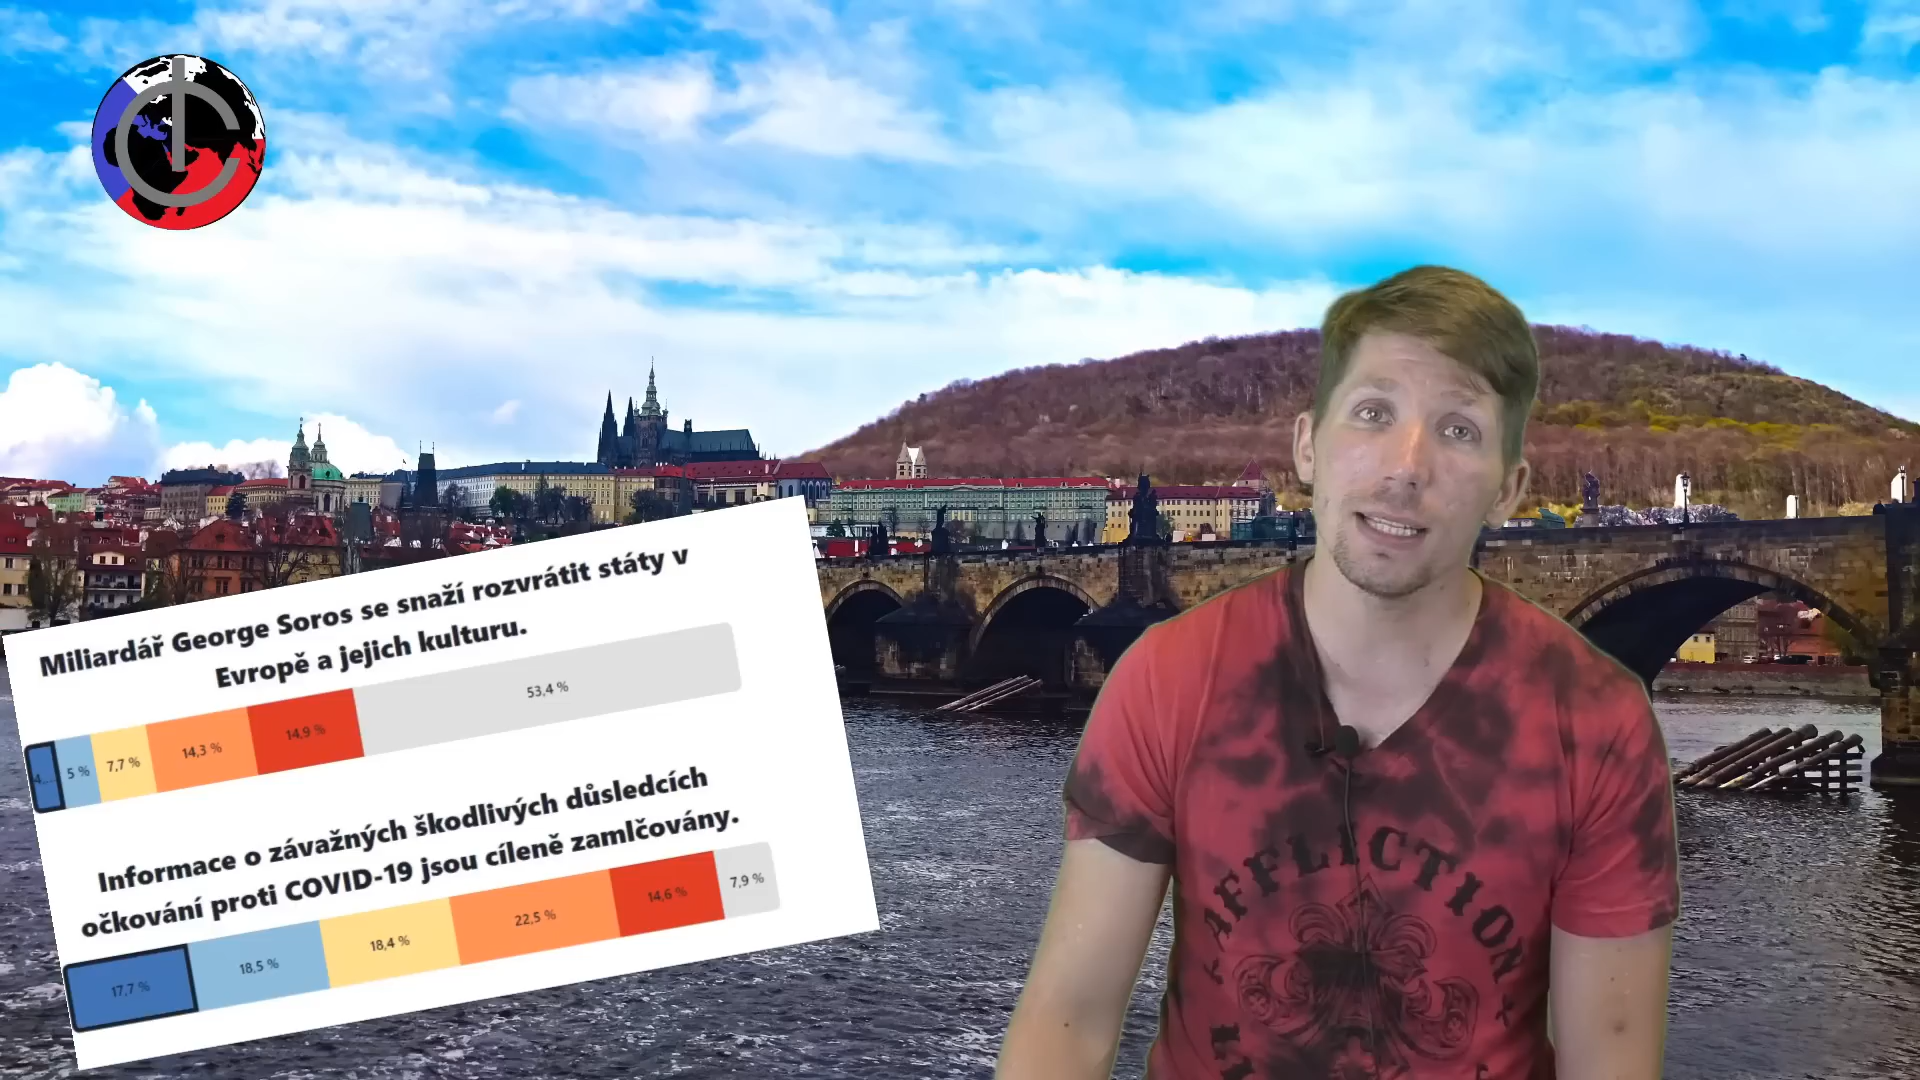 Miliardář George Soros se snaží rozvrátit státy v
Evropě a jejich kulturu.
5 % 7,7 % 14,3 % 14,9 % 53,4 %
Informace o závažných škodlivých důsledcích
očkování proti COVID-19 jsou cíleně zamlčovány.
17,7 % 18,5 % 18,4 % 22,5 % 14,6 % 7,9 %
AFFLICTION